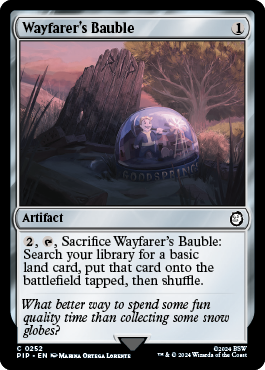 Wayfarer's Bauble 1
GOODSPRINGS
Artifact
2, T, Sacrifice Wayfarer's Bauble:
Search your library for a basic
land card, put that card onto the
battlefield tapped, then shuffle.
What better way to spend some fun
quality time than collecting some snow
globes?
C 0252 ©2024 BSW
PIP • EN Marina Ortega Lorente ™ & © 2024 Wizards of the Coast